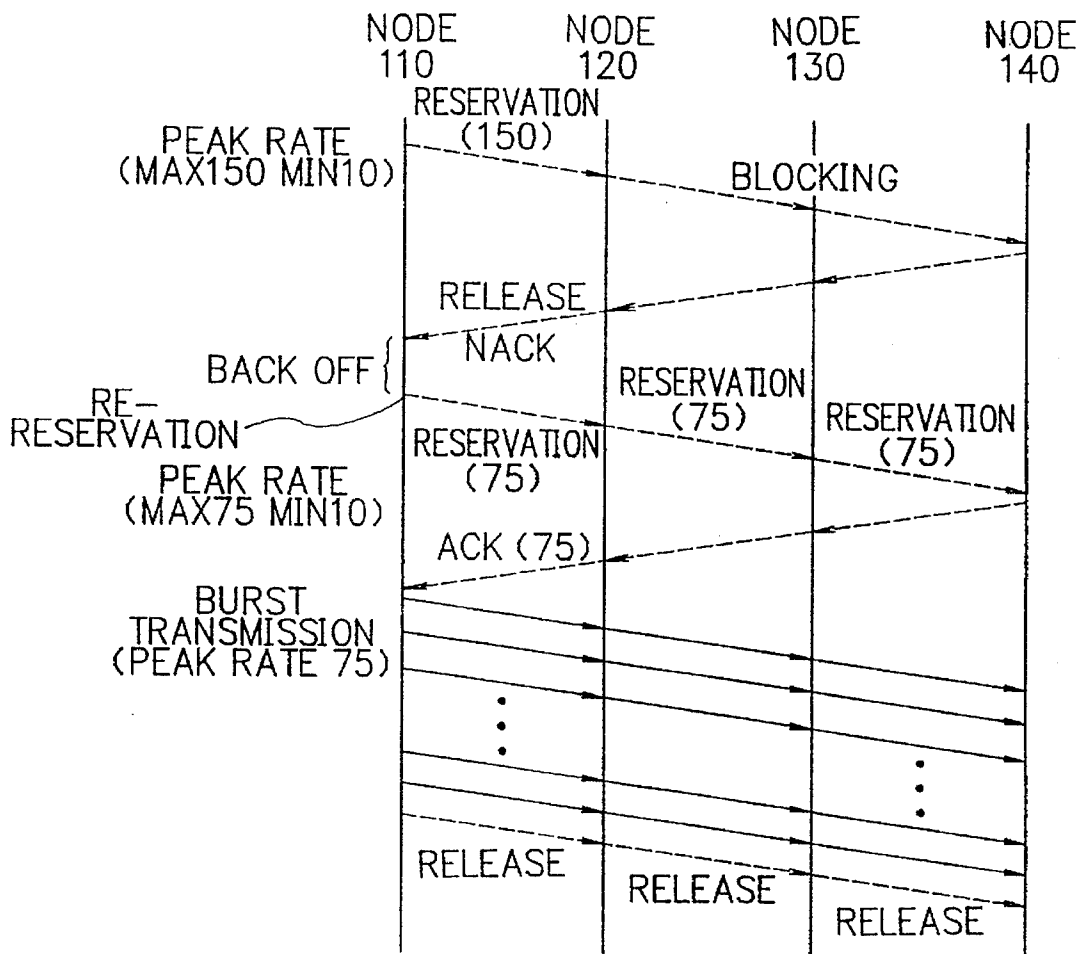 NODE
110
NODE
120
NODE
130
NODE
140
RESERVATION
(150)
PEAK RATE
(MAX150 MIN10)
BLOCKING
RELEASE
NACK
BACK OFF
RE-
RESERVATION
RESERVATION
(75)
RESERVATION
(75)
RESERVATION
(75)
PEAK RATE
(MAX75 MIN10)
ACK (75)
BURST
TRANSMISSION
(PEAK RATE 75)
RELEASE
RELEASE
RELEASE